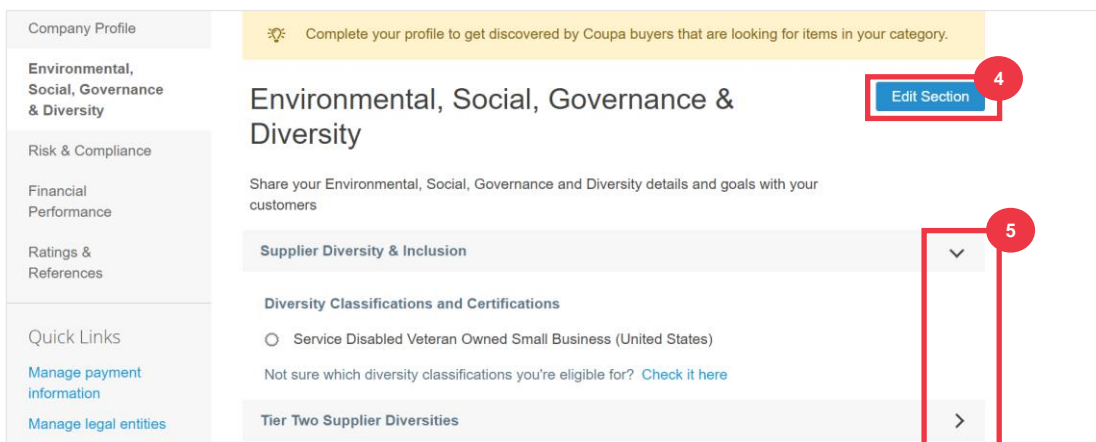 Company Profile
Environmental,
Social, Governance
& Diversity
Risk & Compliance
Financial
Performance
Ratings &
References
Quick Links
Manage payment
information
Manage legal entities
Complete your profile to get discovered by Coupa buyers that are looking for items in your category.
Environmental, Social, Governance &
Diversity
Edit Section
4
Share your Environmental, Social, Governance and Diversity details and goals with your
customers
5
Supplier Diversity & Inclusion
Diversity Classifications and Certifications
Service Disabled Veteran Owned Small Business (United States)
Not sure which diversity classifications you're eligible for? Check it here
Tier Two Supplier Diversities